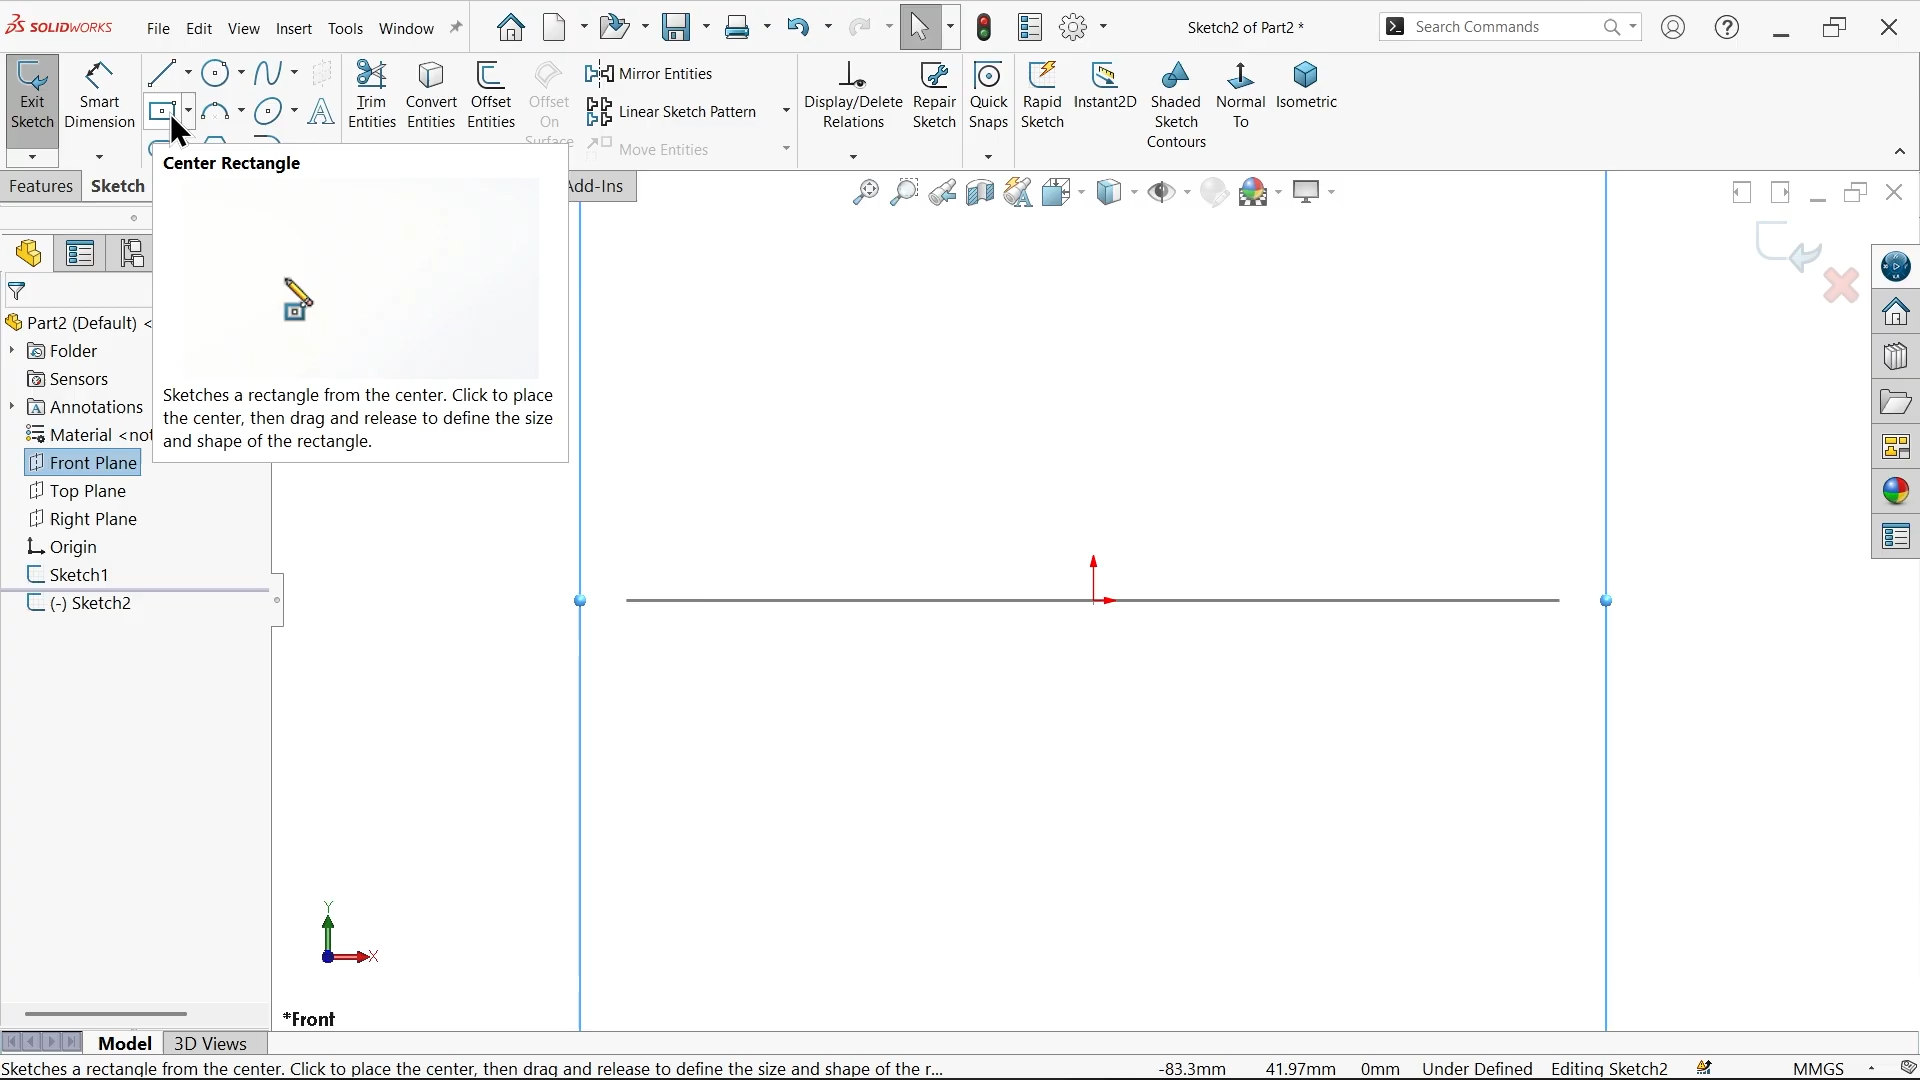 SOLIDWORKS File Edit View Insert Tools Window Sketch2 of Part2 * Search Commands
Exit Sketch
Smart Dimension
Trim Entities
Convert Entities
Offset Entities
Offset On Surface
Mirror Entities
Linear Sketch Pattern
Move Entities
Display/Delete Relations
Repair Sketch
Quick Snaps
Rapid Sketch
Instant2D
Shaded Sketch Contours
Normal To
Isometric
Features Sketch Add-Ins
Center Rectangle
Sketches a rectangle from the center. Click to place
the center, then drag and release to define the size
and shape of the rectangle.
Part2 (Default) <
Folder
Sensors
Annotations
Material <not
Front Plane
Top Plane
Right Plane
Origin
Sketch1
(-) Sketch2
Y
X
*Front
Model 3D Views
Sketches a rectangle from the center. Click to place the center, then drag and release to define the size and shape of the r... -83.3mm 41.97mm 0mm Under Defined Editing Sketch2 MMGS